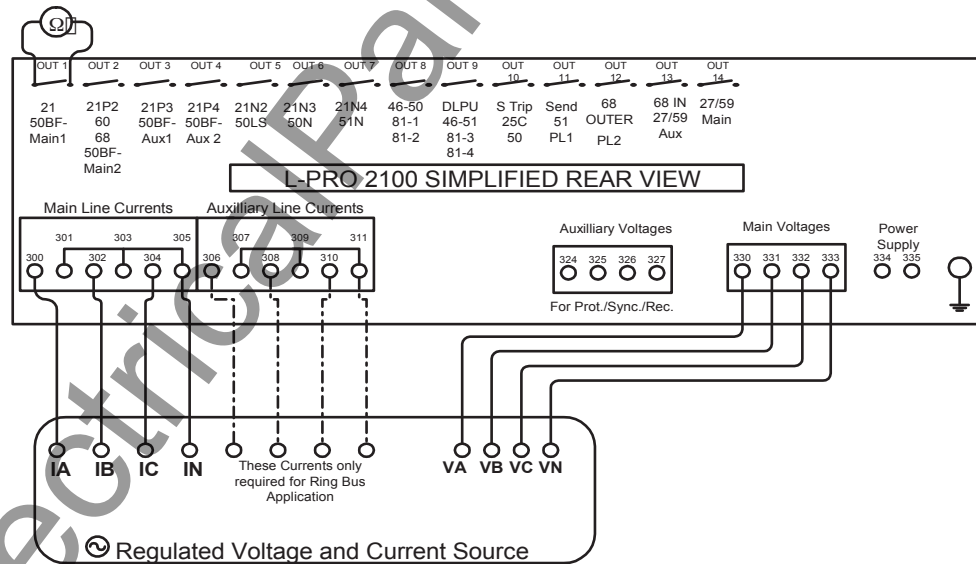 Ω
OUT 1 OUT 2 OUT 3 OUT 4 OUT 5 OUT 6 OUT 7 OUT 8 OUT 9 OUT 10 OUT 11 OUT 12 OUT 13 OUT 14
21 50BF-Main1
21P2 60 68 50BF-Main2
21P3 50BF-Aux1
21P4 50BF-Aux 2
21N2 50LS
21N3 50N
21N4 51N
46-50 81-1 81-2
DLPU 46-51 81-3 81-4
S Trip 25C 50
Send 51 PL1
68 OUTER PL2
68 IN 27/59 Aux
27/59 Main
L-PRO 2100 SIMPLIFIED REAR VIEW
Main Line Currents
Auxilliary Line Currents
301 303 305 307 309 311
300 302 304 306 308 310
Auxilliary Voltages
324 325 326 327
For Prot./Sync./Rec.
Main Voltages
330 331 332 333
Power
Supply
334 335
IA IB IC IN
These Currents only
required for Ring Bus
Application
VA VB VC VN
Regulated Voltage and Current Source